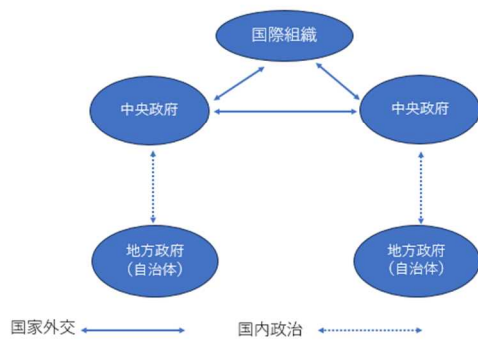 国際組織
中央政府
中央政府
地方政府
（自治体）
地方政府
（自治体）
国家外交
国内政治